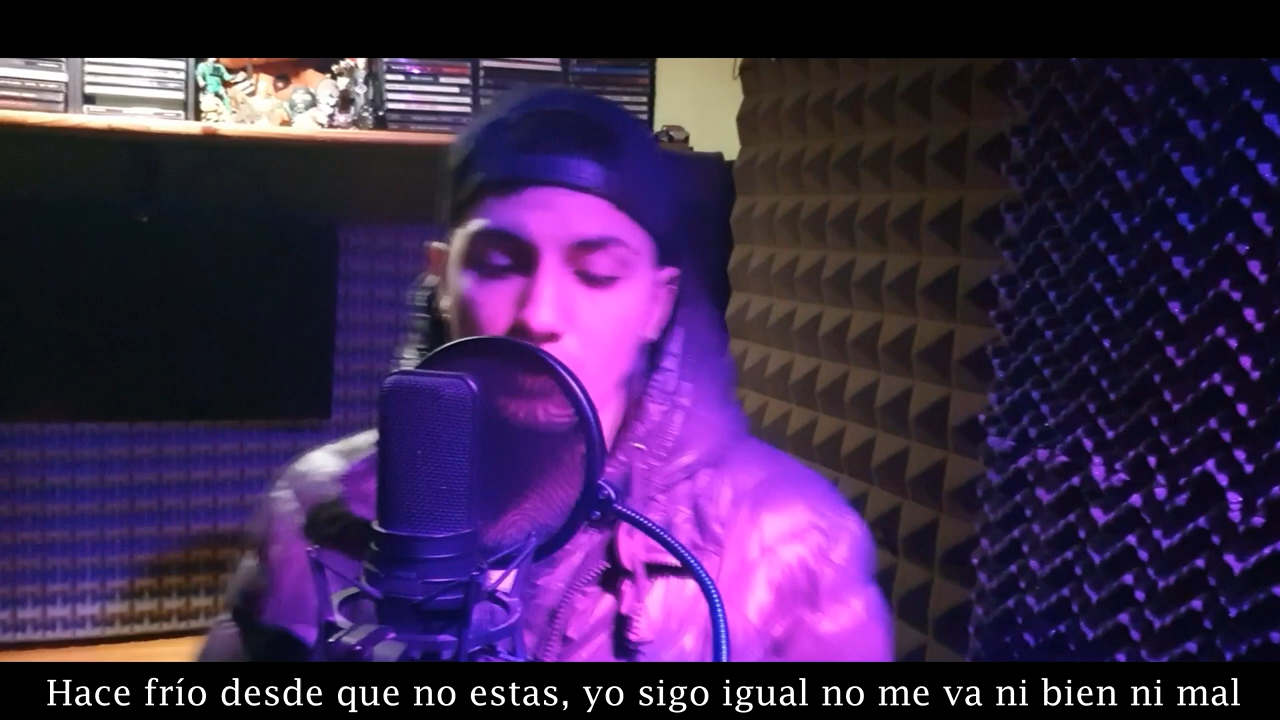 Hace frío desde que no estas, yo sigo igual no me va ni bien ni mal